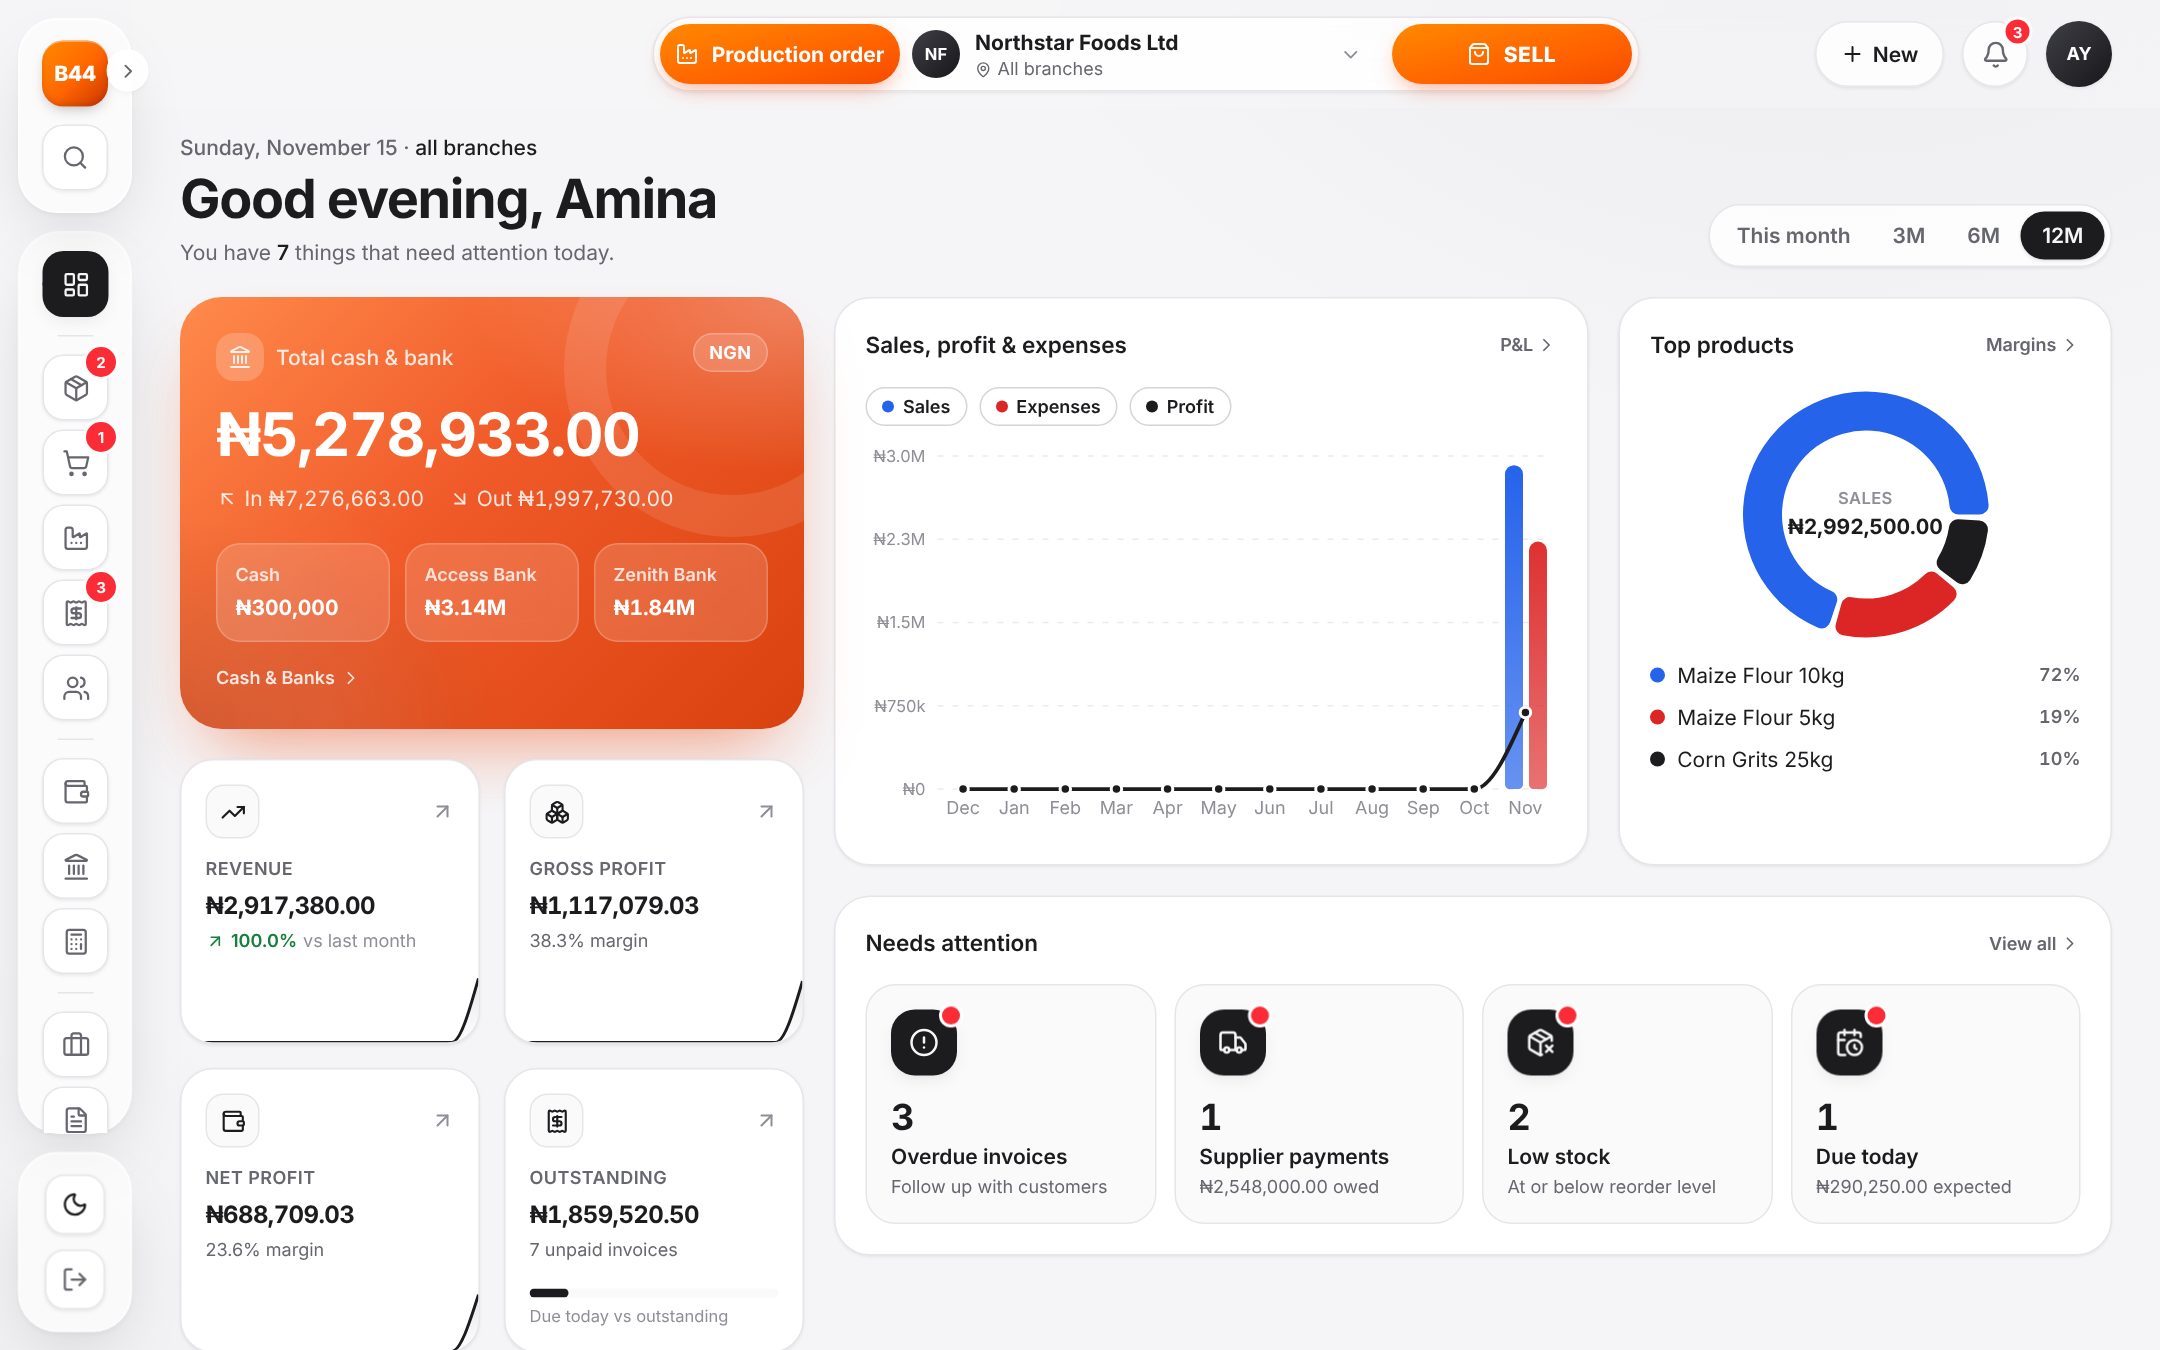 B44
Production order
NF
Northstar Foods Ltd
All branches
SELL
New
3
AY
Sunday, November 15 · all branches
Good evening, Amina
You have 7 things that need attention today.
This month
3M
6M
12M
2
1
3
Total cash & bank
NGN
₦5,278,933.00
In ₦7,276,663.00
Out ₦1,997,730.00
Cash
₦300,000
Access Bank
₦3.14M
Zenith Bank
₦1.84M
Cash & Banks
Sales, profit & expenses
P&L
Sales
Expenses
Profit
₦3.0M
₦2.3M
₦1.5M
₦750k
₦0
Dec Jan Feb Mar Apr May Jun Jul Aug Sep Oct Nov
Top products
Margins
SALES
₦2,992,500.00
Maize Flour 10kg 72%
Maize Flour 5kg 19%
Corn Grits 25kg 10%
REVENUE
₦2,917,380.00
100.0% vs last month
GROSS PROFIT
₦1,117,079.03
38.3% margin
NET PROFIT
₦688,709.03
23.6% margin
OUTSTANDING
₦1,859,520.50
7 unpaid invoices
Due today vs outstanding
Needs attention
View all
3
Overdue invoices
Follow up with customers
1
Supplier payments
₦2,548,000.00 owed
2
Low stock
At or below reorder level
1
Due today
₦290,250.00 expected